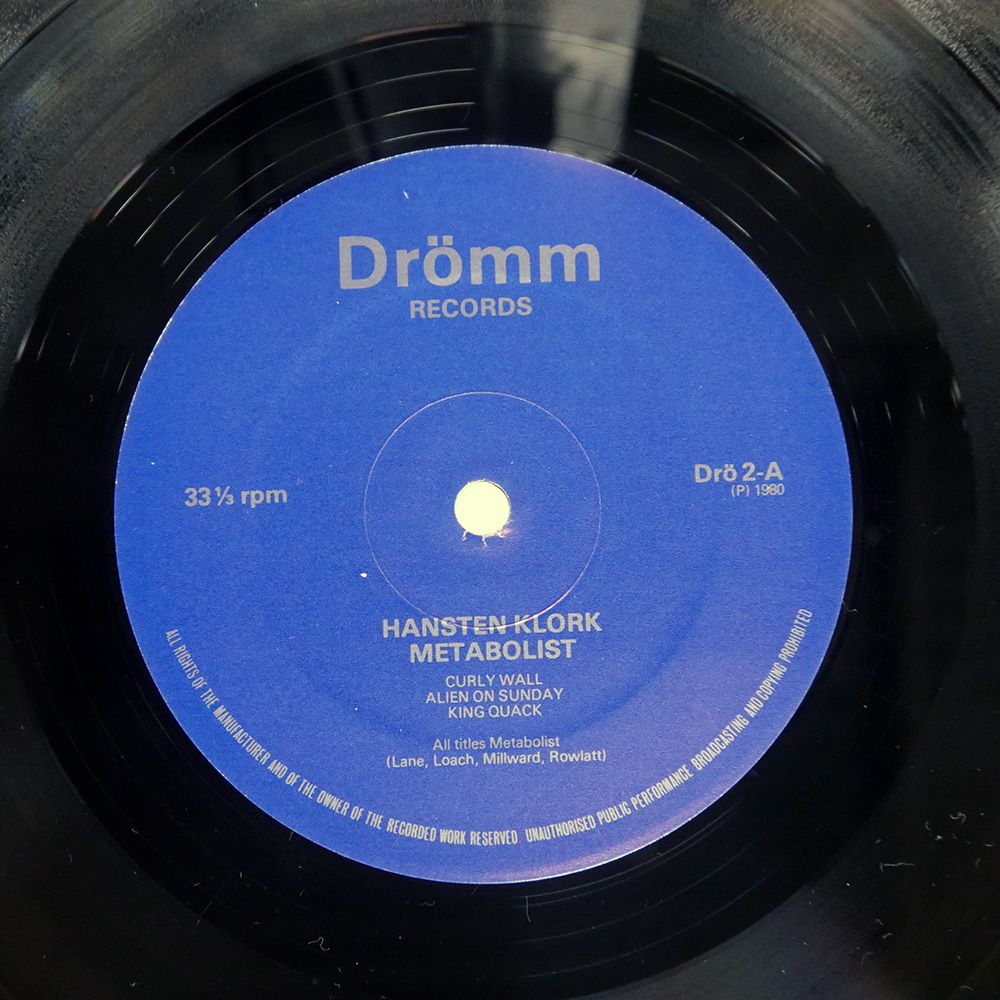 Drömm
RECORDS
33 ⅓ rpm
Drö 2-A
(P) 1980
HANSTEN KLORK
METABOLIST
CURLY WALL
ALIEN ON SUNDAY
KING QUACK
All titles Metabolist
(Lane, Loach, Millward, Rowlatt)
ALL RIGHTS OF THE MANUFACTURER AND OF THE OWNER OF THE RECORDED WORK RESERVED UNAUTHORISED PUBLIC PERFORMANCE BROADCASTING AND COPYING PROHIBITED